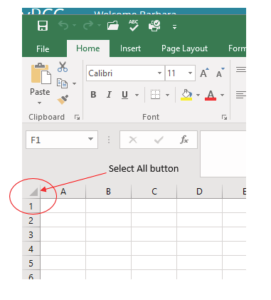 Welcome Barbara
ABC
File Home Insert Page Layout Form
Calibri 11 A A
Paste B I U A
Clipboard Font
F1 fx
Select All button
A B C D E
1
2
3
4
5
6